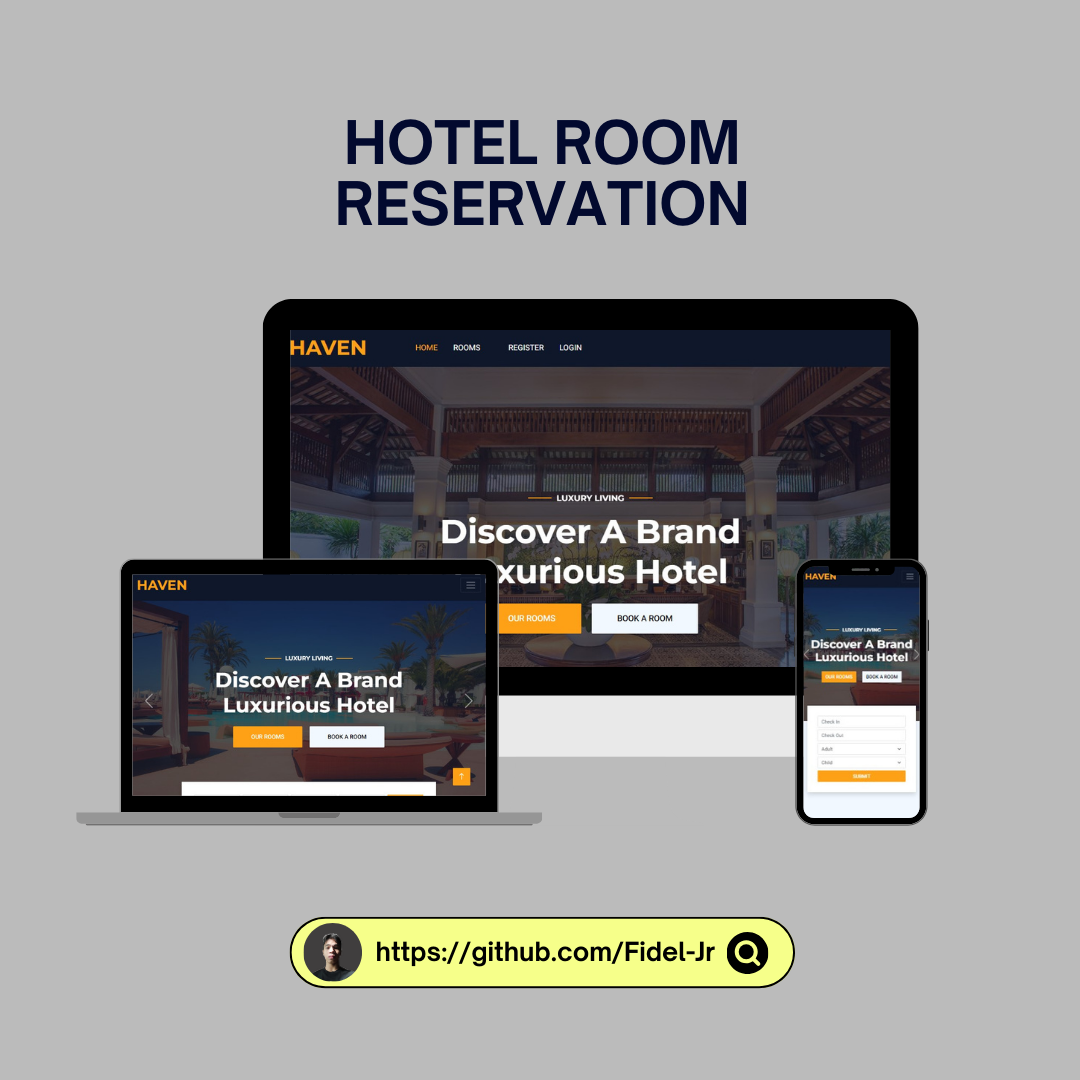 HOTEL ROOM
RESERVATION
HAVEN
HOME ROOMS REGISTER LOGIN
LUXURY LIVING
Discover A Brand
xurious Hotel
OUR ROOMS BOOK A ROOM
HAVEN
LUXURY LIVING
Discover A Brand
Luxurious Hotel
OUR ROOMS BOOK A ROOM
HAVEN
LUXURY LIVING
Discover A Brand
Luxurious Hotel
OUR ROOMS BOOK A ROOM
Check In
Check Out
Adult
Child
SUBMIT
https://github.com/Fidel-Jr